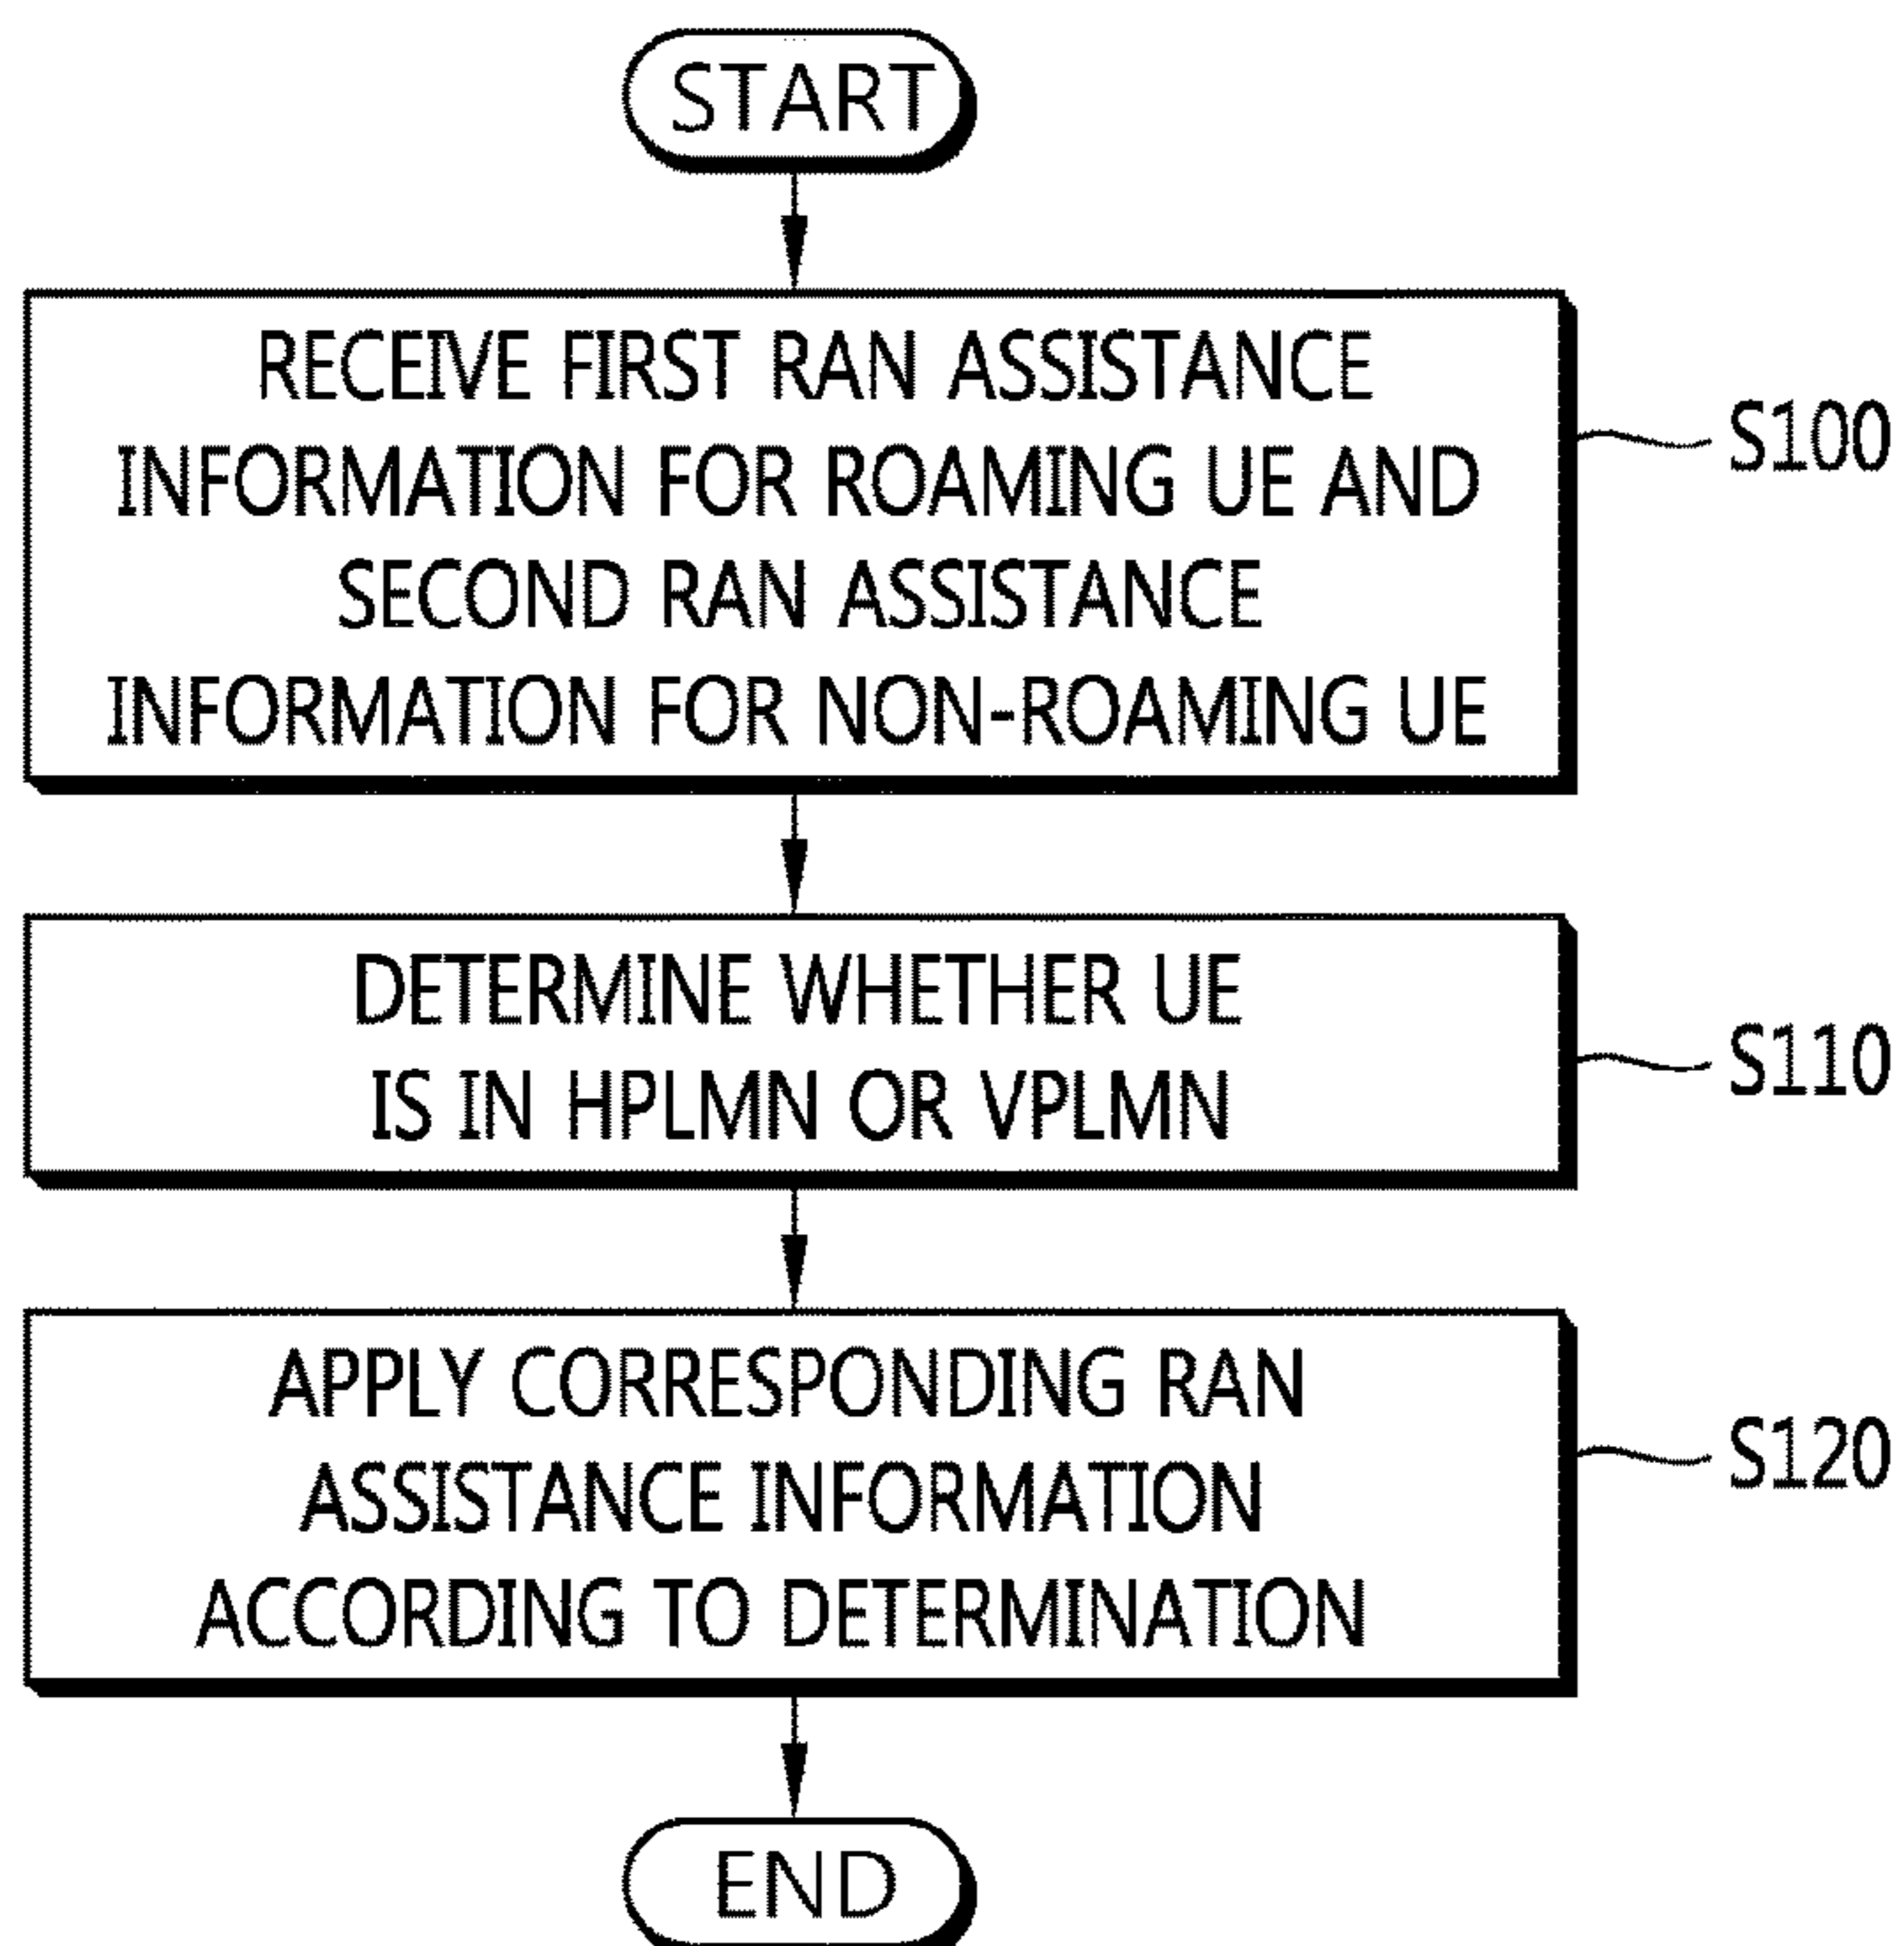 START
RECEIVE FIRST RAN ASSISTANCE
INFORMATION FOR ROAMING UE AND
SECOND RAN ASSISTANCE
INFORMATION FOR NON-ROAMING UE
S100
DETERMINE WHETHER UE
IS IN HPLMN OR VPLMN
S110
APPLY CORRESPONDING RAN
ASSISTANCE INFORMATION
ACCORDING TO DETERMINATION
S120
END